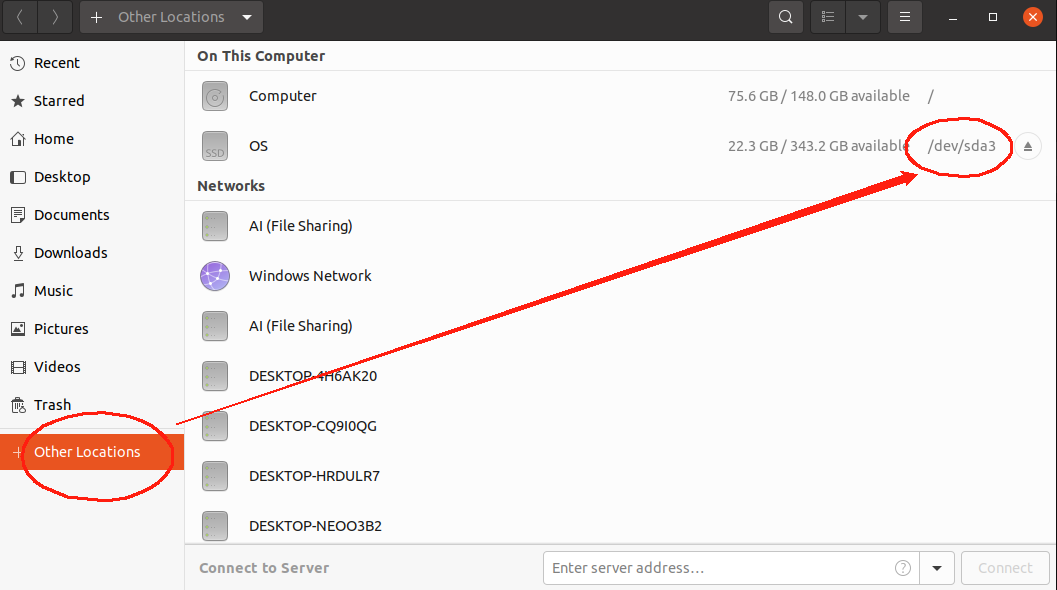 Other Locations
Recent
Starred
Home
Desktop
Documents
Downloads
Music
Pictures
Videos
Trash
Other Locations
On This Computer
Computer 75.6 GB / 148.0 GB available /
OS 22.3 GB / 343.2 GB available /dev/sda3
SSD
Networks
AI (File Sharing)
Windows Network
AI (File Sharing)
DESKTOP-4H6AK20
DESKTOP-CQ9I0QG
DESKTOP-HRDULR7
DESKTOP-NEOO3B2
Connect to Server Enter server address... ? Connect